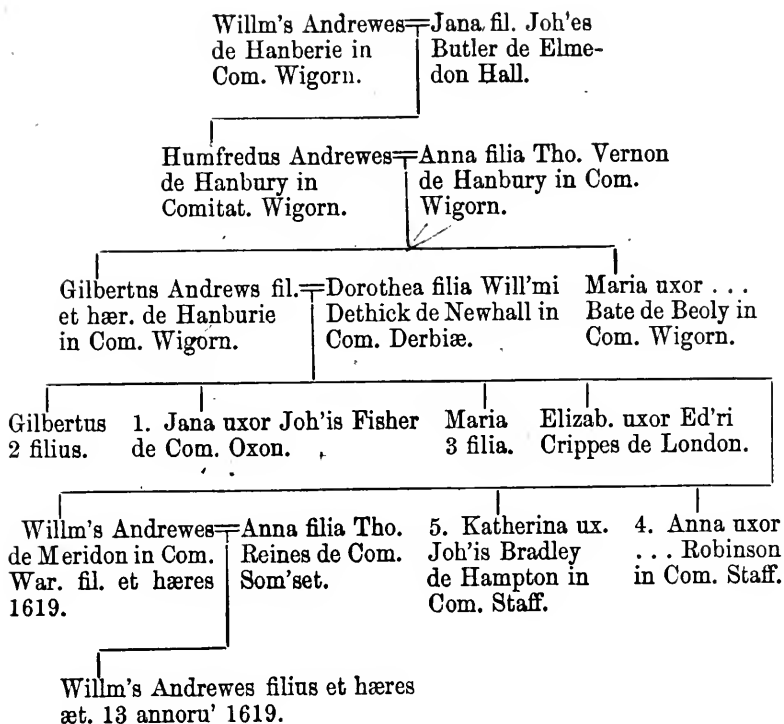 Willm's Andrewes=Jana fil. Joh'es
de Hanberie in Butler de Elme-
Com. Wigorn. don Hall.
Humfredus Andrewes=Anna filia Tho. Vernon
de Hanbury in de Hanbury in Com.
Comitat. Wigorn. Wigorn.
Gilbertus Andrews fil.=Dorothea filia Will'mi Maria uxor . . .
et hær. de Hanburie Dethick de Newhall in Bate de Beoly in
in Com. Wigorn. Com. Derbiæ. Com. Wigorn.
Gilbertus 1. Jana uxor Joh'is Fisher Maria Elizab. uxor Ed'ri
2 filius. de Com. Oxon. 3 filia. Crippes de London.
Willm's Andrewes=Anna filia Tho. 5. Katherina ux. 4. Anna uxor
de Meridon in Com. Reines de Com. Joh'is Bradley . . . Robinson
War. fil. et hæres Som'set. de Hampton in in Com. Staff.
1619. Com. Staff.
Willm's Andrewes filius et hæres
æt. 13 annoru' 1619.